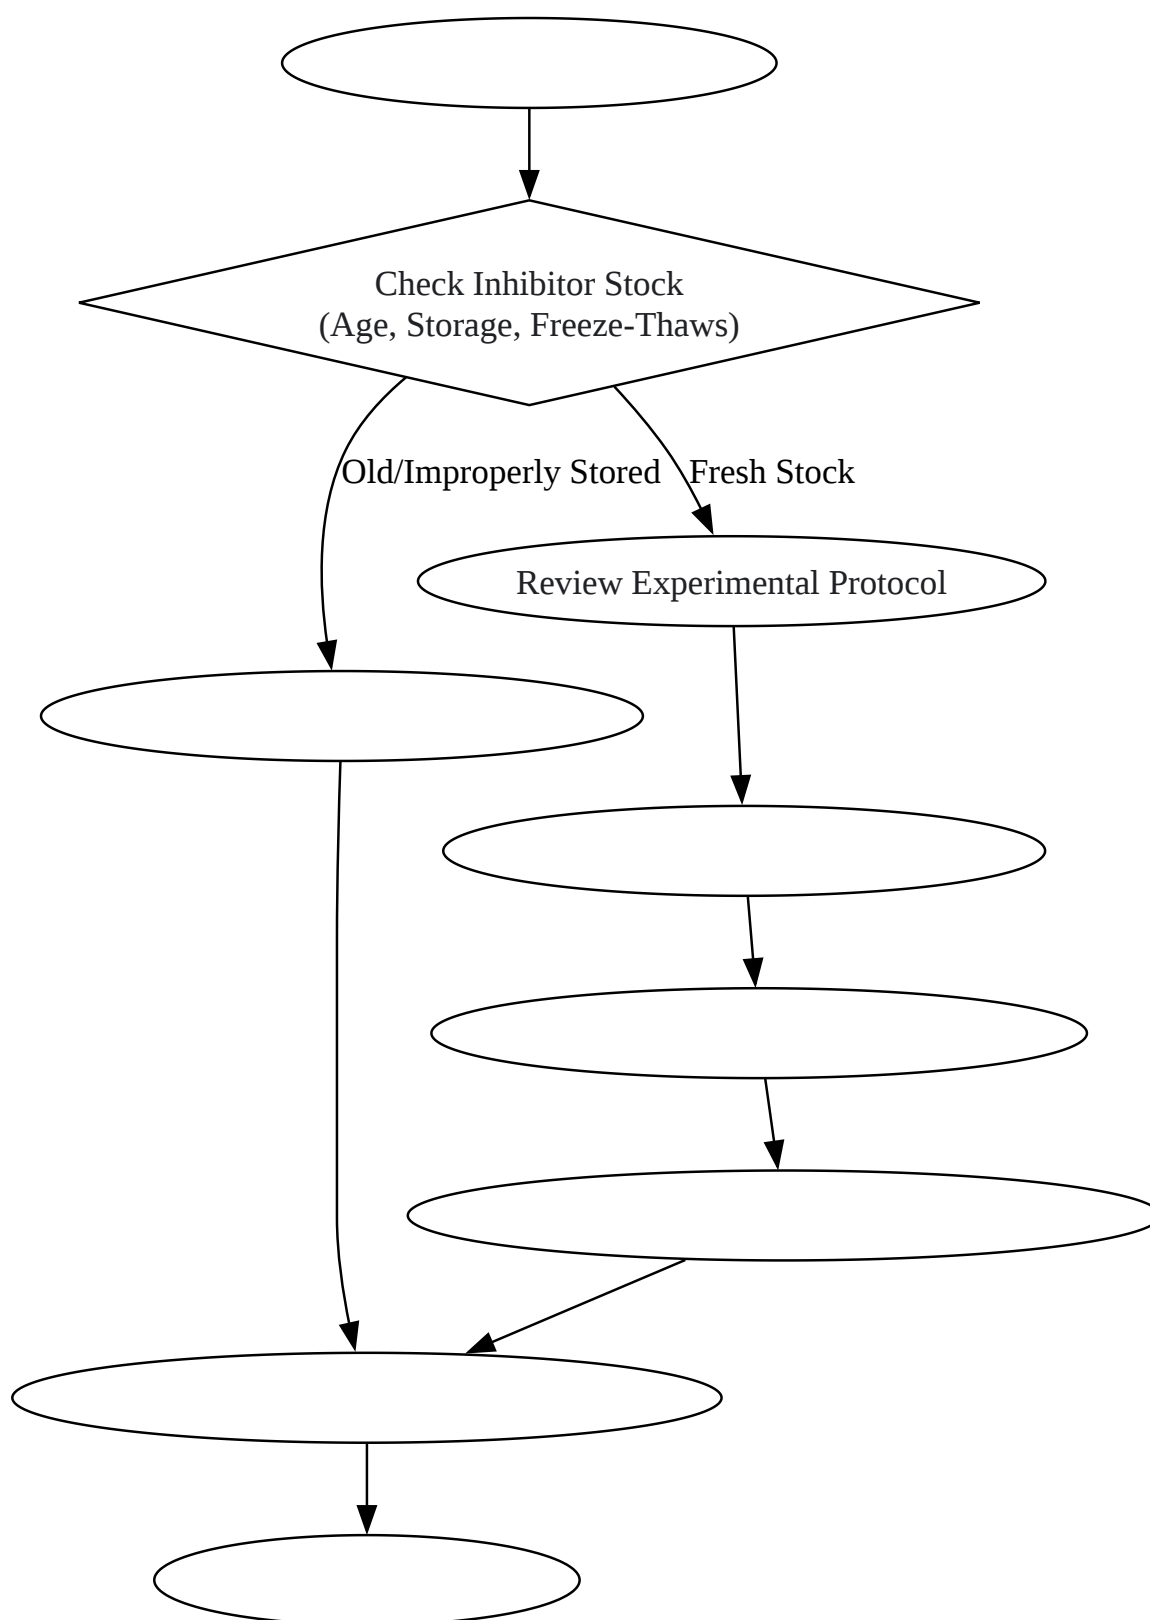 Check Inhibitor Stock
(Age, Storage, Freeze-Thaws)
Old/Improperly Stored
Fresh Stock
Review Experimental Protocol